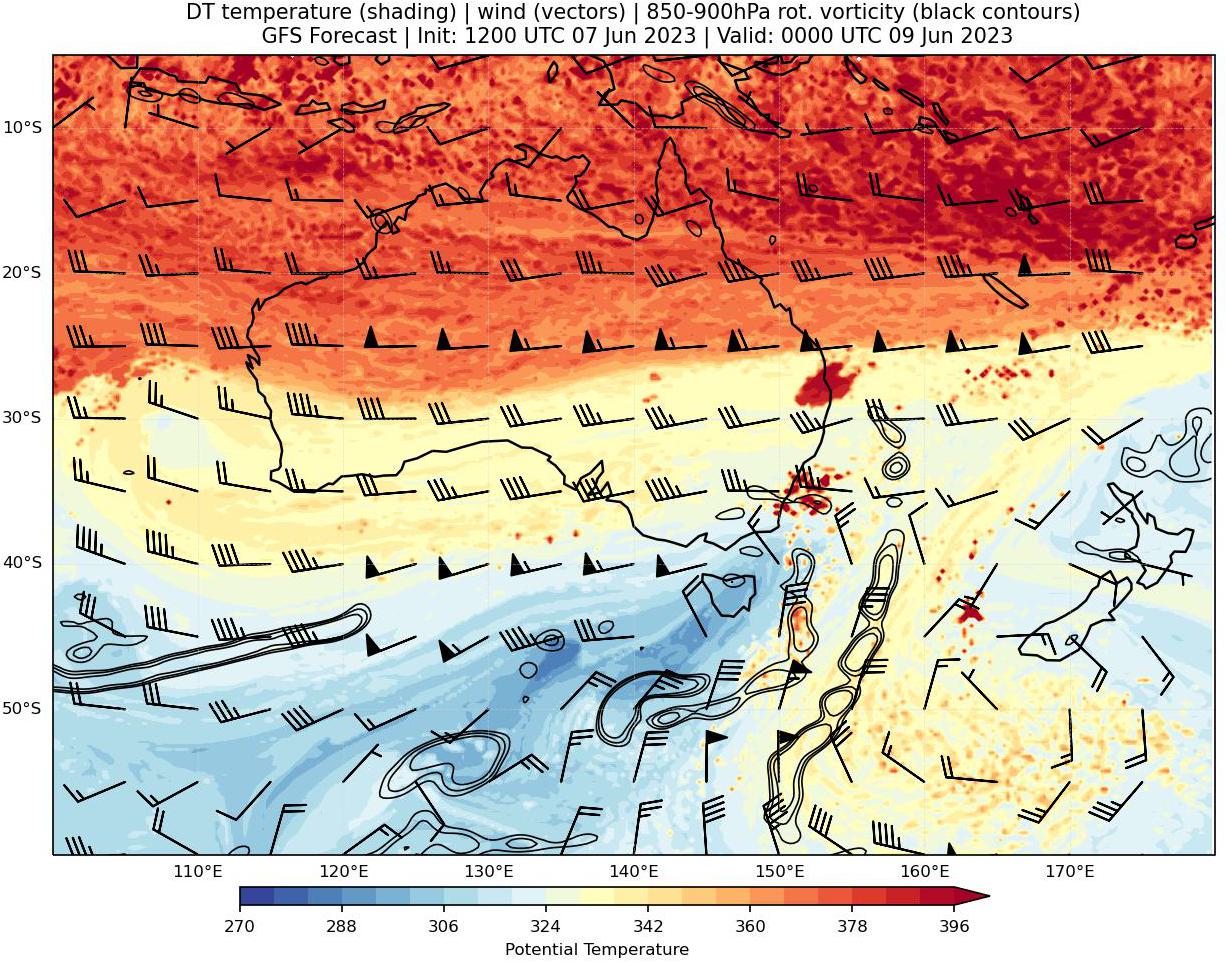 DT temperature (shading) | wind (vectors) | 850-900hPa rot. vorticity (black contours)
GFS Forecast | Init: 1200 UTC 07 Jun 2023 | Valid: 0000 UTC 09 Jun 2023
10°S
20°S
30°S
40°S
50°S
110°E 120°E 130°E 140°E 150°E 160°E 170°E
270 288 306 324 342 360 378 396
Potential Temperature